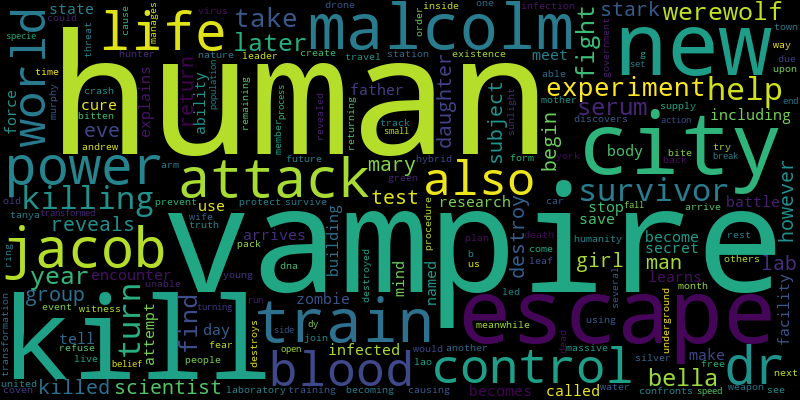 human
vampire
kill
escape
malcolm
new
city
life
attack
train
control
blood
power
jacob
world
also
dr
help
werewolf
experiment
serum
survivor
stark
fight
take
later
state
could
threat
specie
order
cause
manages
virus
drone
inside
one
infection
leader
travel
station
existence
nature
create
hunter
force
time
murphy
crash
bitten
andrew
cure
eve
explains
return
ability
population
remaining
member
process
revealed
father
returning
track
small
daughter
meet
able
mother
sunlight
government
g
set
town
way
due
upon
end
including
supply
action
discovers
body
bite
back
try
break
york
begin
subject
hybrid
form
green
mary
test
research
future
dna
arm
old
killing
reveals
year
encounter
group
tanya
transformed
prevent
use
wife
truth
protect
survive
arrives
pack
young
building
mind
procedure
named
destroyed
destroy
plan
death
b
us
come
leaf
car
fall
stop
save
girl
humanity
arrive
become
secret
man
learns
battle
rest
others
however
lab
facility
month
make
silver
free
confronts
speed
weapon
water
see
next
bella
underground
several
massive
using
dead
led
meanwhile
zombie
infected
day
fear
people
find
turn
attempt
turning
run
unable
ring
transformation
event
witness
tell
refuse
live
belief
killed
united
coven
scientist
called
becomes
laboratory
training
becoming
causing
lao
another
would
join
side
open
dy
destroys